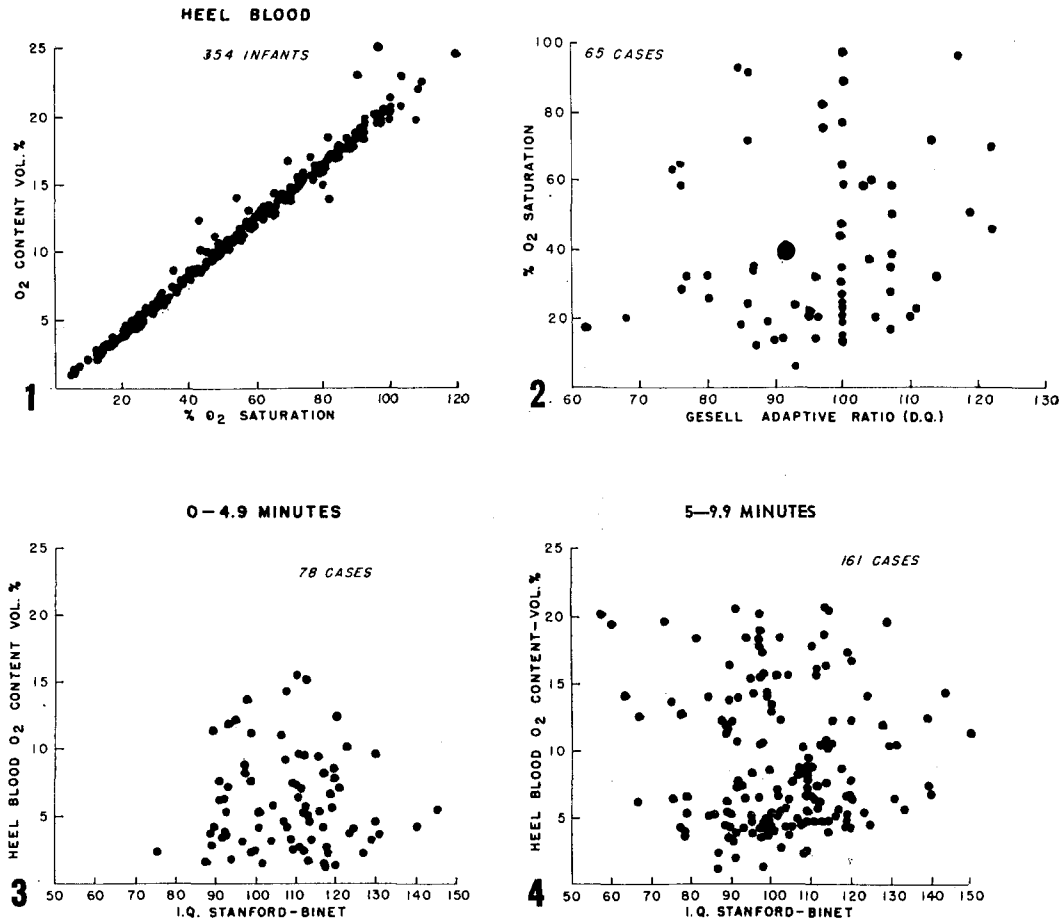 HEEL BLOOD
354 INFANTS
O2 CONTENT VOL.%
25
20
15
10
5
20 40 60 80 100 120
% O2 SATURATION
1
65 CASES
% O2 SATURATION
100
80
60
40
20
60 70 80 90 100 110 120 130
GESELL ADAPTIVE RATIO (D.Q.)
2
0-4.9 MINUTES
78 CASES
HEEL BLOOD O2 CONTENT VOL.%
25
20
15
10
5
50 60 70 80 90 100 110 120 130 140 150
I.Q. STANFORD-BINET
3
5-9.9 MINUTES
161 CASES
HEEL BLOOD O2 CONTENT-VOL.%
25
20
15
10
5
50 60 70 80 90 100 110 120 130 140 150
I.Q. STANFORD-BINET
4